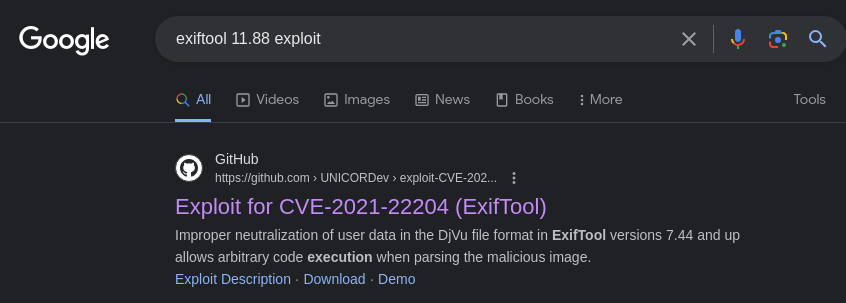 Google
exiftool 11.88 exploit
All Videos Images News Books More Tools
GitHub
https://github.com › UNICORDev › exploit-CVE-202...
Exploit for CVE-2021-22204 (ExifTool)
Improper neutralization of user data in the DjVu file format in ExifTool versions 7.44 and up
allows arbitrary code execution when parsing the malicious image.
Exploit Description · Download · Demo